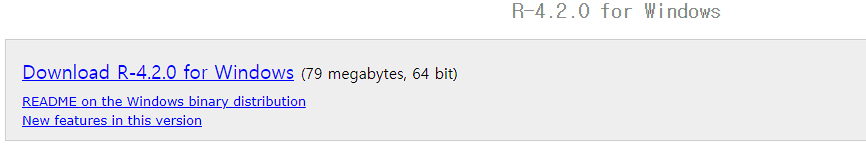 R-4.2.0 for Windows
Download R-4.2.0 for Windows (79 megabytes, 64 bit)
README on the Windows binary distribution
New features in this version